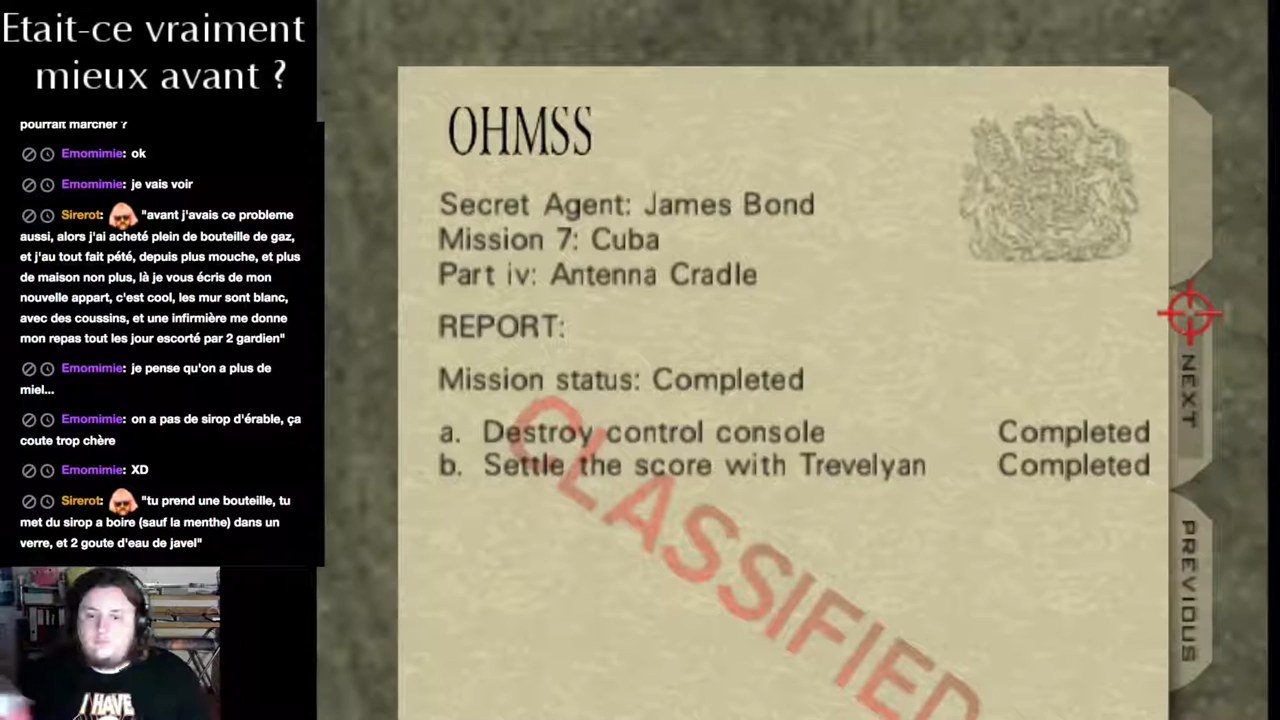 Etait-ce vraiment
mieux avant ?
pourrait marcher ?
Emomimie: ok
Emomimie: je vais voir
Sirerot: "avant j'avais ce probleme
aussi, alors j'ai acheté plein de bouteille de gaz,
et j'au tout fait pété, depuis plus mouche, et plus
de maison non plus, là je vous écris de mon
nouvelle appart, c'est cool, les mur sont blanc,
avec des coussins, et une infirmière me donne
mon repas tout les jour escorté par 2 gardien"
Emomimie: je pense qu'on a plus de
miel...
Emomimie: on a pas de sirop d'érable, ça
coute trop chère
Emomimie: XD
Sirerot: "tu prend une bouteille, tu
met du sirop a boire (sauf la menthe) dans un
verre, et 2 goute d'eau de javel"
I HAVE
OHMSS
Secret Agent: James Bond
Mission 7: Cuba
Part iv: Antenna Cradle
REPORT:
Mission status: Completed
a. Destroy control console Completed
b. Settle the score with Trevelyan Completed
CLASSIFIED
NEXT
PREVIOUS